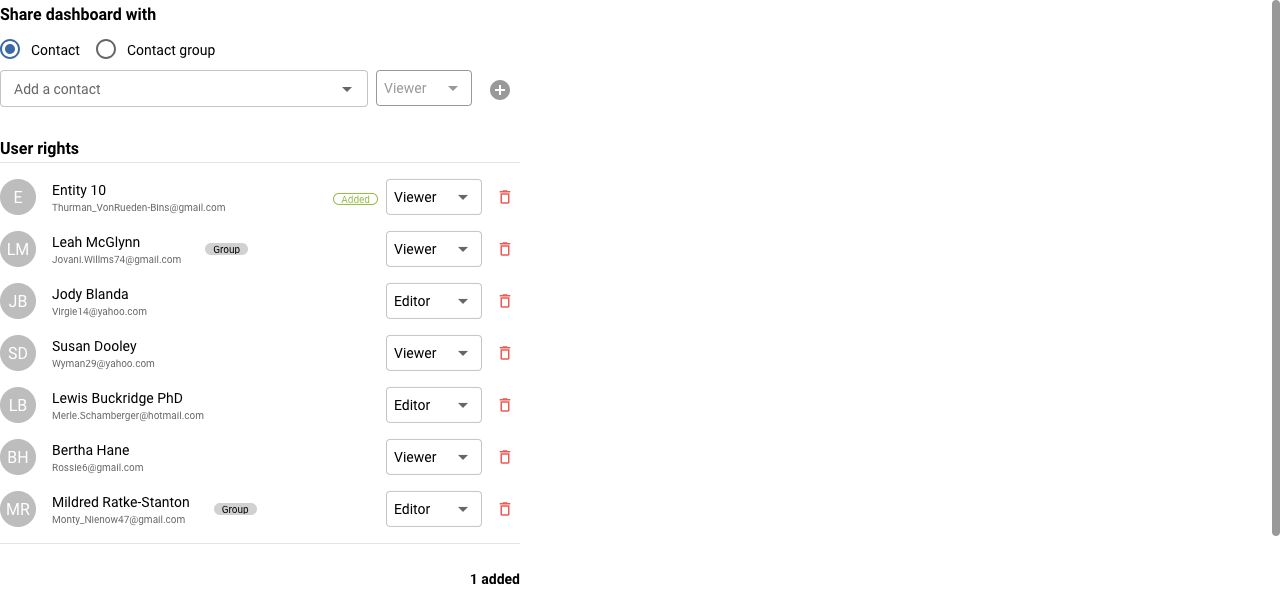 Share dashboard with
Contact Contact group
Add a contact Viewer
User rights
E Entity 10 Added Viewer
Thurman_VonRueden-Bins@gmail.com
LM Leah McGlynn Group Viewer
Jovani.Willms74@gmail.com
JB Jody Blanda Editor
Virgie14@yahoo.com
SD Susan Dooley Viewer
Wyman29@yahoo.com
LB Lewis Buckridge PhD Editor
Merle.Schamberger@hotmail.com
BH Bertha Hane Viewer
Rossie6@gmail.com
MR Mildred Ratke-Stanton Group Editor
Monty_Nienow47@gmail.com
1 added